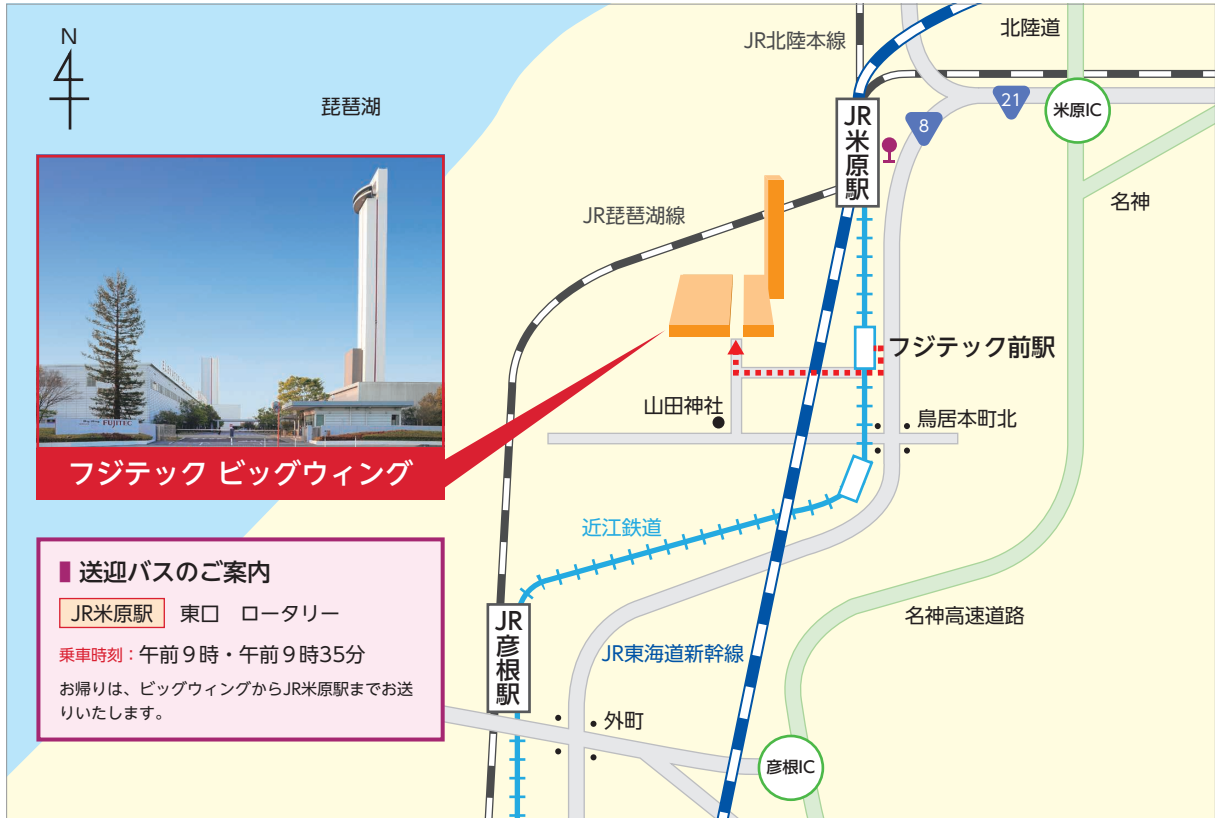 N
琵琶湖
JR北陸本線
北陸道
21
8
米原IC
JR米原駅
名神
JR琵琶湖線
フジテック前駅
山田神社
鳥居本町北
FUJITEC
フジテック ビッグウィング
近江鉄道
■ 送迎バスのご案内
JR米原駅 東口 ロータリー
乗車時刻：午前９時・午前９時35分
お帰りは、ビッグウィングからJR米原駅までお送
りいたします。
JR彦根駅
JR東海道新幹線
名神高速道路
外町
彦根IC